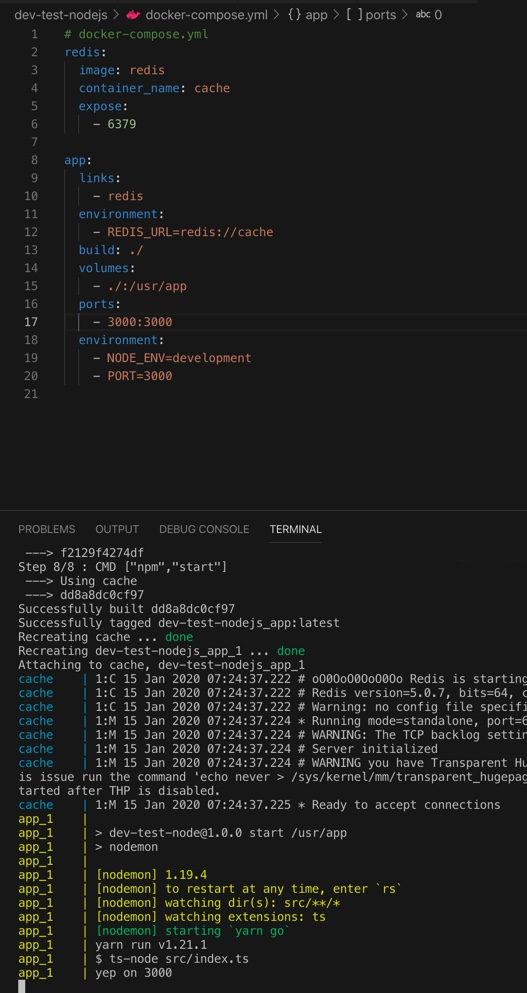 dev-test-nodejs > docker-compose.yml > {} app > [ ] ports > abc 0
1 # docker-compose.yml
2 redis:
3 image: redis
4 container_name: cache
5 expose:
6 - 6379
7
8 app:
9 links:
10 - redis
11 environment:
12 - REDIS_URL=redis://cache
13 build: ./
14 volumes:
15 - ./:/usr/app
16 ports:
17 - 3000:3000
18 environment:
19 - NODE_ENV=development
20 - PORT=3000
21
PROBLEMS OUTPUT DEBUG CONSOLE TERMINAL
---> f2129f4274df
Step 8/8 : CMD ["npm","start"]
---> Using cache
---> dd8a8dc0cf97
Successfully built dd8a8dc0cf97
Successfully tagged dev-test-nodejs_app:latest
Recreating cache ... done
Recreating dev-test-nodejs_app_1 ... done
Attaching to cache, dev-test-nodejs_app_1
cache | 1:C 15 Jan 2020 07:24:37.222 # oO0OoO0OoO0Oo Redis is starting
cache | 1:C 15 Jan 2020 07:24:37.222 # Redis version=5.0.7, bits=64, c
cache | 1:C 15 Jan 2020 07:24:37.222 # Warning: no config file specifi
cache | 1:M 15 Jan 2020 07:24:37.224 * Running mode=standalone, port=6
cache | 1:M 15 Jan 2020 07:24:37.224 # WARNING: The TCP backlog settin
cache | 1:M 15 Jan 2020 07:24:37.224 # Server initialized
cache | 1:M 15 Jan 2020 07:24:37.224 # WARNING you have Transparent Hu
is issue run the command 'echo never > /sys/kernel/mm/transparent_hugepag
tarted after THP is disabled.
cache | 1:M 15 Jan 2020 07:24:37.225 * Ready to accept connections
app_1 |
app_1 | > dev-test-node@1.0.0 start /usr/app
app_1 | > nodemon
app_1 |
app_1 | [nodemon] 1.19.4
app_1 | [nodemon] to restart at any time, enter `rs`
app_1 | [nodemon] watching dir(s): src/**/*
app_1 | [nodemon] watching extensions: ts
app_1 | [nodemon] starting `yarn go`
app_1 | yarn run v1.21.1
app_1 | $ ts-node src/index.ts
app_1 | yep on 3000